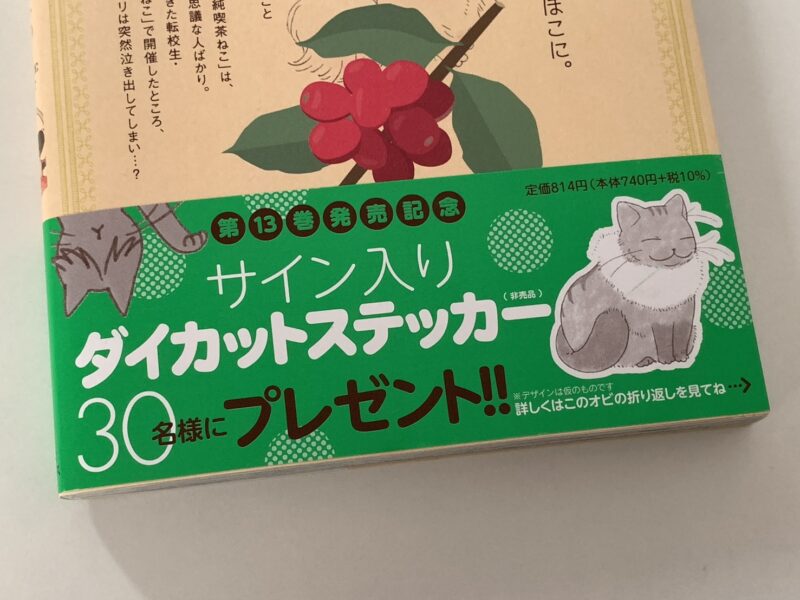 ほこに。
こと
純喫茶ねこ」は、
思議な人ばかり。
きた転校生・
ねこ」で開催したところ、
リは突然泣き出してしまい…?
定価814円(本体740円+税10%)
第13巻発売記念
サイン入り
ダイカットステッカー(非売品)
30名様にプレゼント!!
※デザインは仮のものです
詳しくはこのオビの折り返しを見てね…>